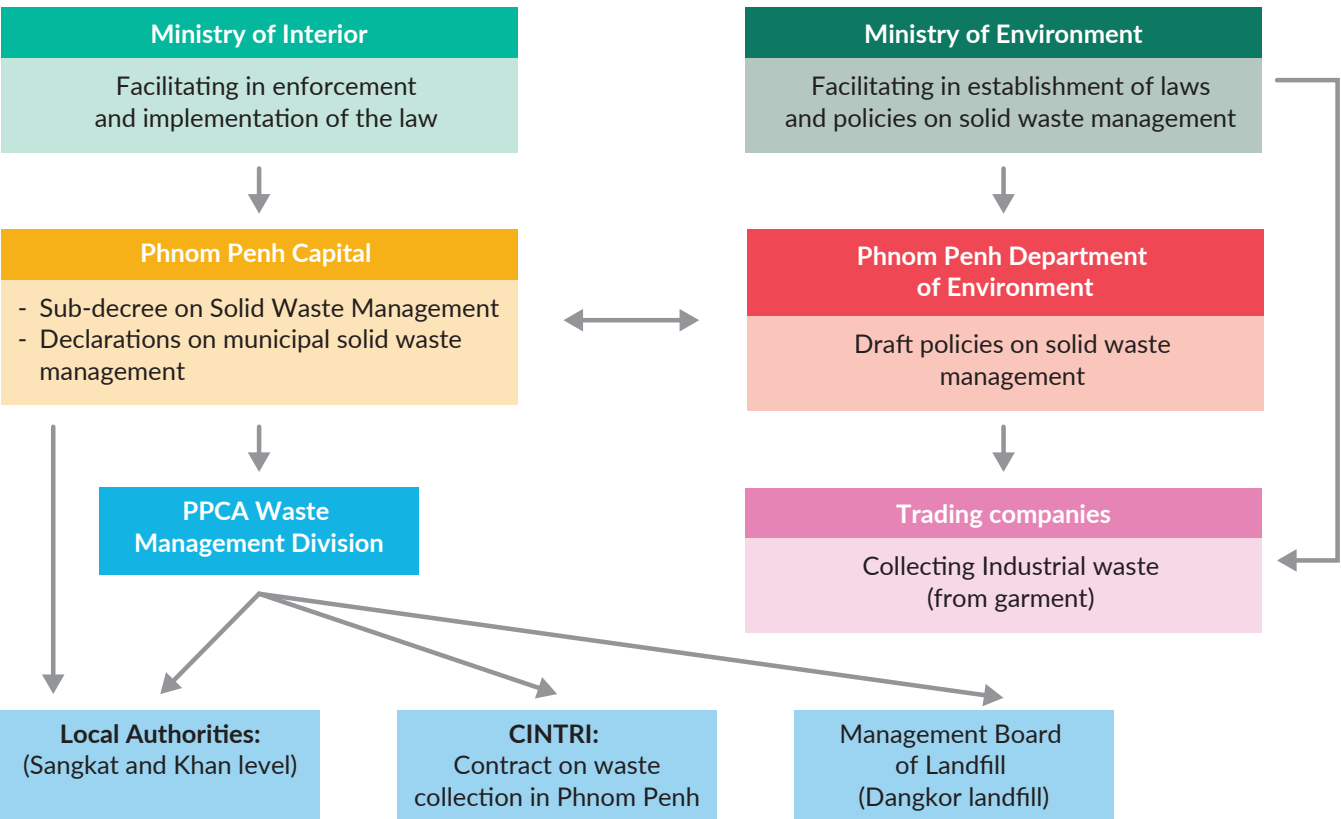 Ministry of Interior
Facilitating in enforcement
and implementation of the law
Ministry of Environment
Facilitating in establishment of laws
and policies on solid waste management
Phnom Penh Capital
- Sub-decree on Solid Waste Management
- Declarations on municipal solid waste
management
Phnom Penh Department
of Environment
Draft policies on solid waste
management
PPCA Waste
Management Division
Trading companies
Collecting Industrial waste
(from garment)
Local Authorities:
(Sangkat and Khan level)
CINTRI:
Contract on waste
collection in Phnom Penh
Management Board
of Landfill
(Dangkor landfill)